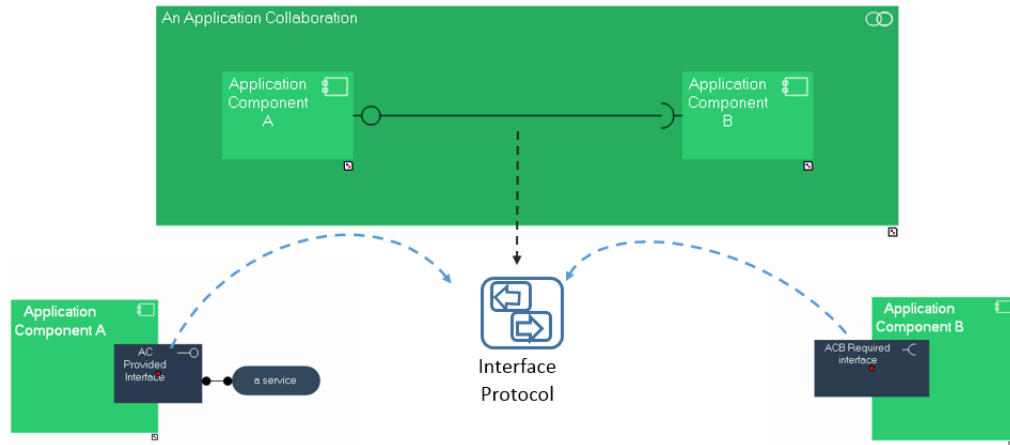 An Application Collaboration
Application
Component
A
Application
Component
B
Application
Component A
AC
Provided
Interface
a service
Interface
Protocol
Application
Component B
ACB Required
interface